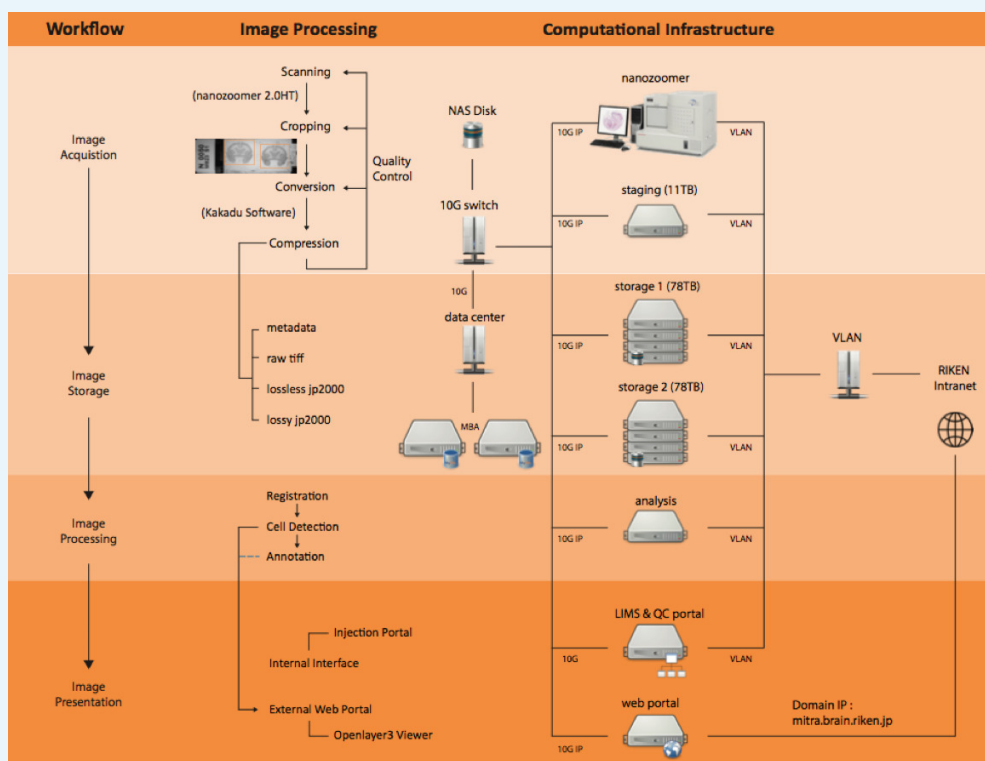 Workflow
Image Processing
Computational Infrastructure
Image
Acquistion
Image
Storage
Image
Processing
Image
Presentation
Scanning
(nanozoomer 2.0HT)
Cropping
Conversion
(Kakadu Software)
Compression
Quality
Control
metadata
raw tiff
lossless jp2000
lossy jp2000
Registration
Cell Detection
Annotation
Injection Portal
Internal Interface
External Web Portal
Openlayer3 Viewer
NAS Disk
10G switch
10G
data center
MBA
nanozoomer
10G IP
VLAN
staging (11TB)
10G IP
VLAN
storage 1 (78TB)
10G IP
VLAN
storage 2 (78TB)
10G IP
VLAN
analysis
10G IP
VLAN
LIMS & QC portal
10G
VLAN
web portal
10G IP
VLAN
RIKEN
Intranet
Domain IP :
mitra.brain.riken.jp